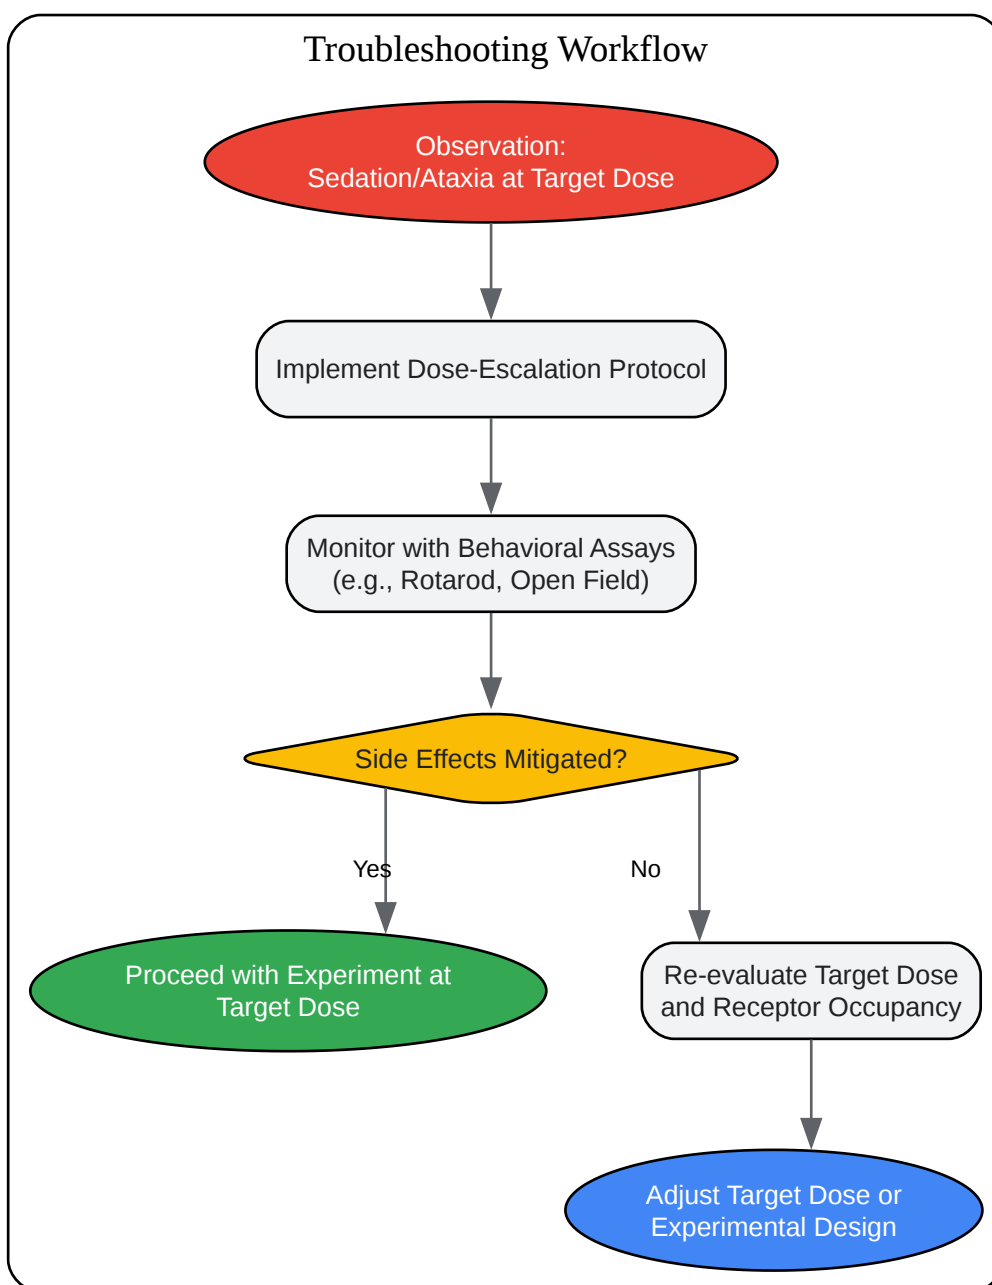 Troubleshooting Workflow
Observation:
Sedation/Ataxia at Target Dose
Implement Dose-Escalation Protocol
Monitor with Behavioral Assays
(e.g., Rotarod, Open Field)
Side Effects Mitigated?
Yes
No
Proceed with Experiment at
Target Dose
Re-evaluate Target Dose
and Receptor Occupancy
Adjust Target Dose or
Experimental Design